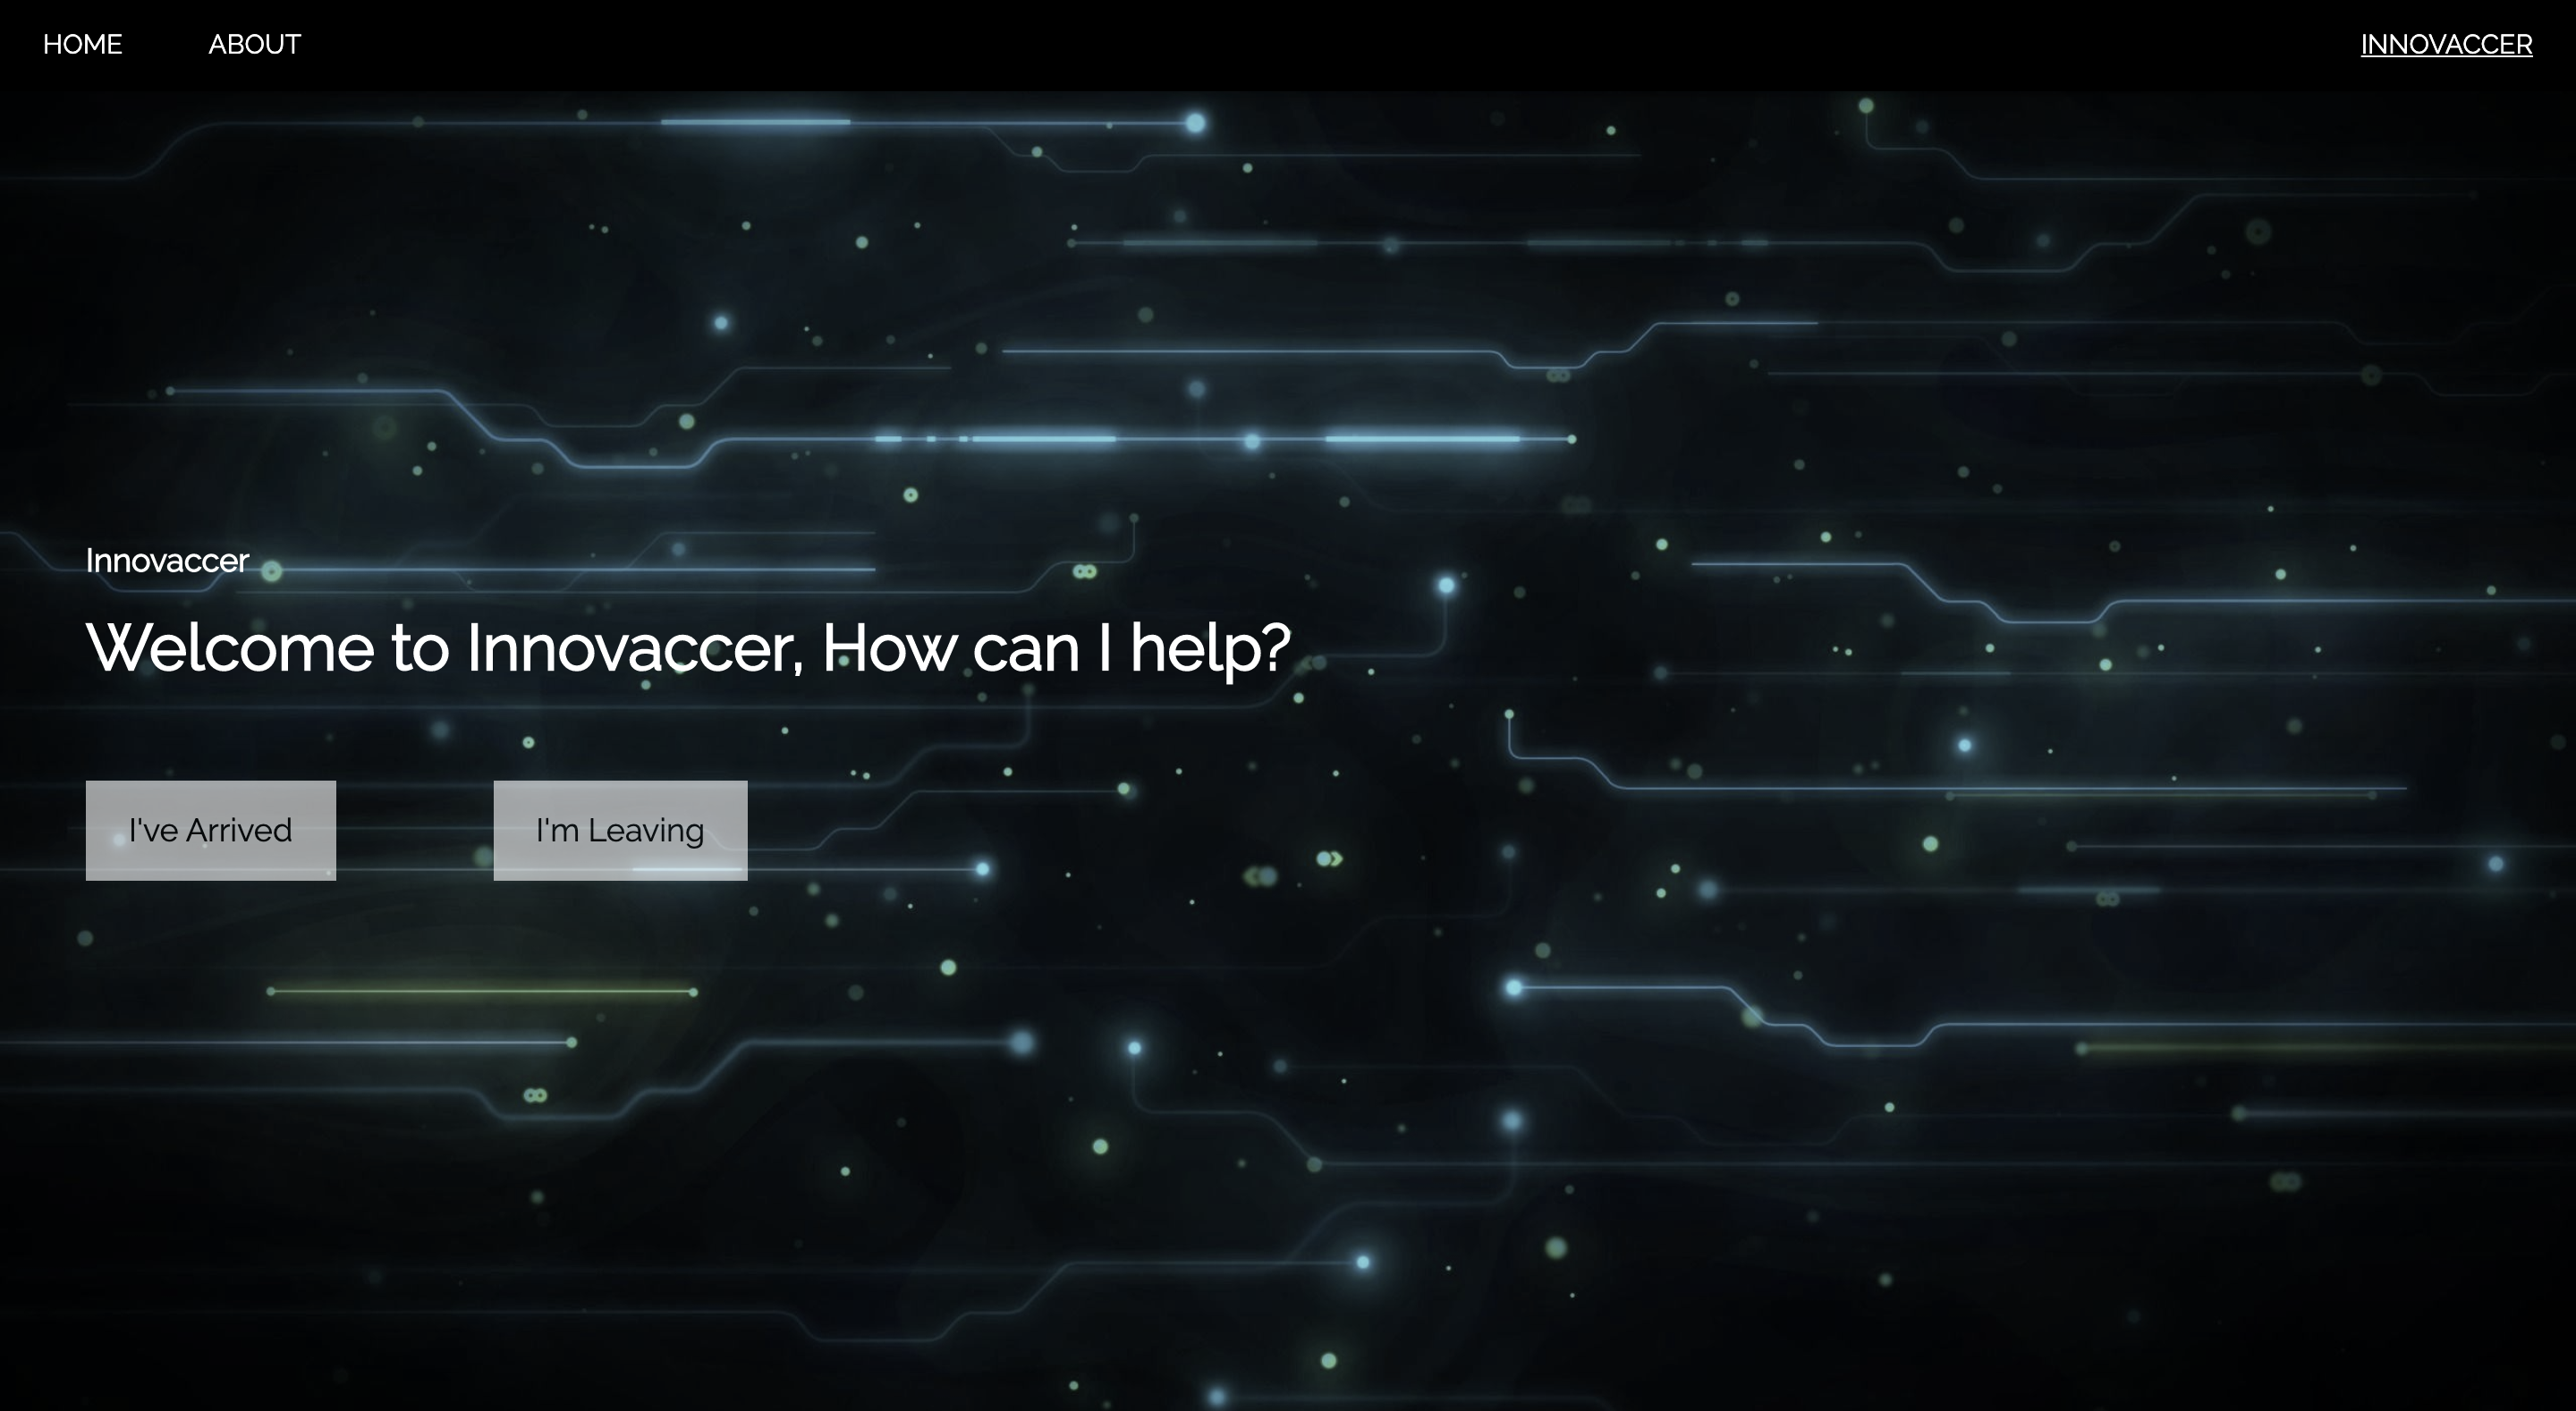 HOME ABOUT INNOVACCER
Innovaccer
Welcome to Innovaccer, How can I help?
I've Arrived I'm Leaving